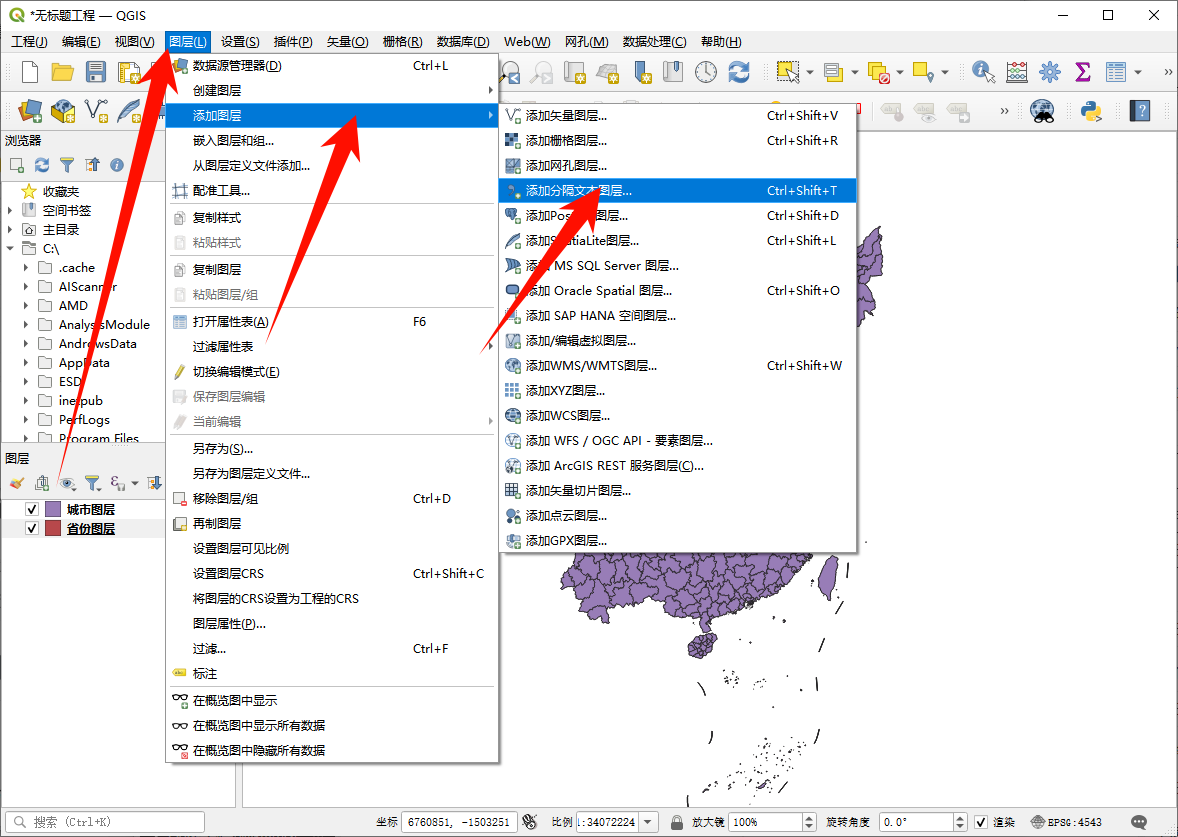 *无标题工程 — QGIS
工程(J) 编辑(E) 视图(V) 图层(L) 设置(S) 插件(P) 矢量(O) 栅格(R) 数据库(D) Web(W) 网孔(M) 数据处理(C) 帮助(H)
浏览器
收藏夹
空间书签
主目录
C:\
.cache
AIScanner
AMD
AnalysisModule
AndrowsData
AppData
ESD
inetpub
PerfLogs
Program Files
图层
城市图层
省份图层
数据源管理器(D) Ctrl+L
创建图层
添加图层
嵌入图层和组...
从图层定义文件添加...
配准工具...
复制样式
粘贴样式
复制图层
粘贴图层/组
打开属性表(A) F6
过滤属性表
切换编辑模式(E)
保存图层编辑
当前编辑
另存为(S)...
另存为图层定义文件...
移除图层/组 Ctrl+D
再制图层
设置图层可见比例
设置图层CRS Ctrl+Shift+C
将图层的CRS设置为工程的CRS
图层属性(P)...
过滤... Ctrl+F
标注
在概览图中显示
在概览图中显示所有数据
在概览图中隐藏所有数据
添加矢量图层... Ctrl+Shift+V
添加栅格图层... Ctrl+Shift+R
添加网孔图层...
添加分隔文本图层... Ctrl+Shift+T
添加Pos 图层... Ctrl+Shift+D
添加SpatiaLite图层... Ctrl+Shift+L
添加 MS SQL Server 图层...
添加 Oracle Spatial 图层... Ctrl+Shift+O
添加 SAP HANA 空间图层...
添加/编辑虚拟图层...
添加WMS/WMTS图层... Ctrl+Shift+W
添加XYZ图层...
添加WCS图层...
添加 WFS / OGC API - 要素图层...
添加 ArcGIS REST 服务图层(C)...
添加矢量切片图层...
添加点云图层...
添加GPX图层...
搜索 (Ctrl+K) 坐标 6760851, -1503251 比例 1:34072224 放大镜 100% 旋转角度 0.0° 渲染 EPSG:4543